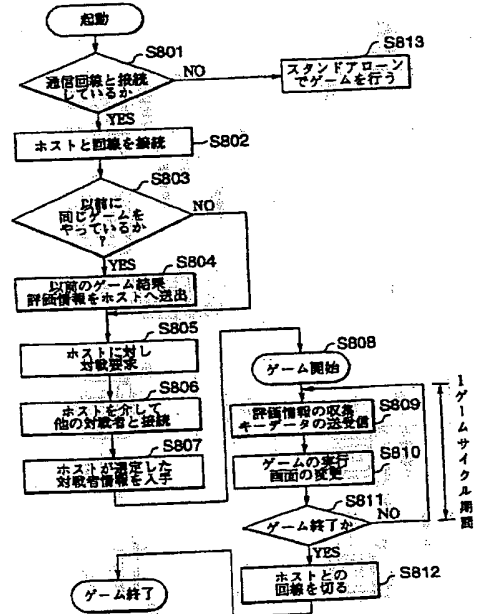 起動
S801
通信回線と接続
しているか
NO
YES
S813
スタンドアローン
でゲームを行う
ホストと回線を接続
S802
S803
以前に
同じゲームを
やっているか
?
NO
YES
S804
以前のゲーム結果
評価情報をホストへ送出
S805
ホストに対し
対戦要求
S806
ホストを介して
他の対戦者と接続
S807
ホストが選定した
対戦者情報を入手
S808
ゲーム開始
S809
評価情報の収集
キーデータの送受信
S810
ゲームの実行
画面の変更
S811
ゲーム終了か
NO
YES
1ゲームサイクル期間
S812
ホストとの
回線を切る
ゲーム終了